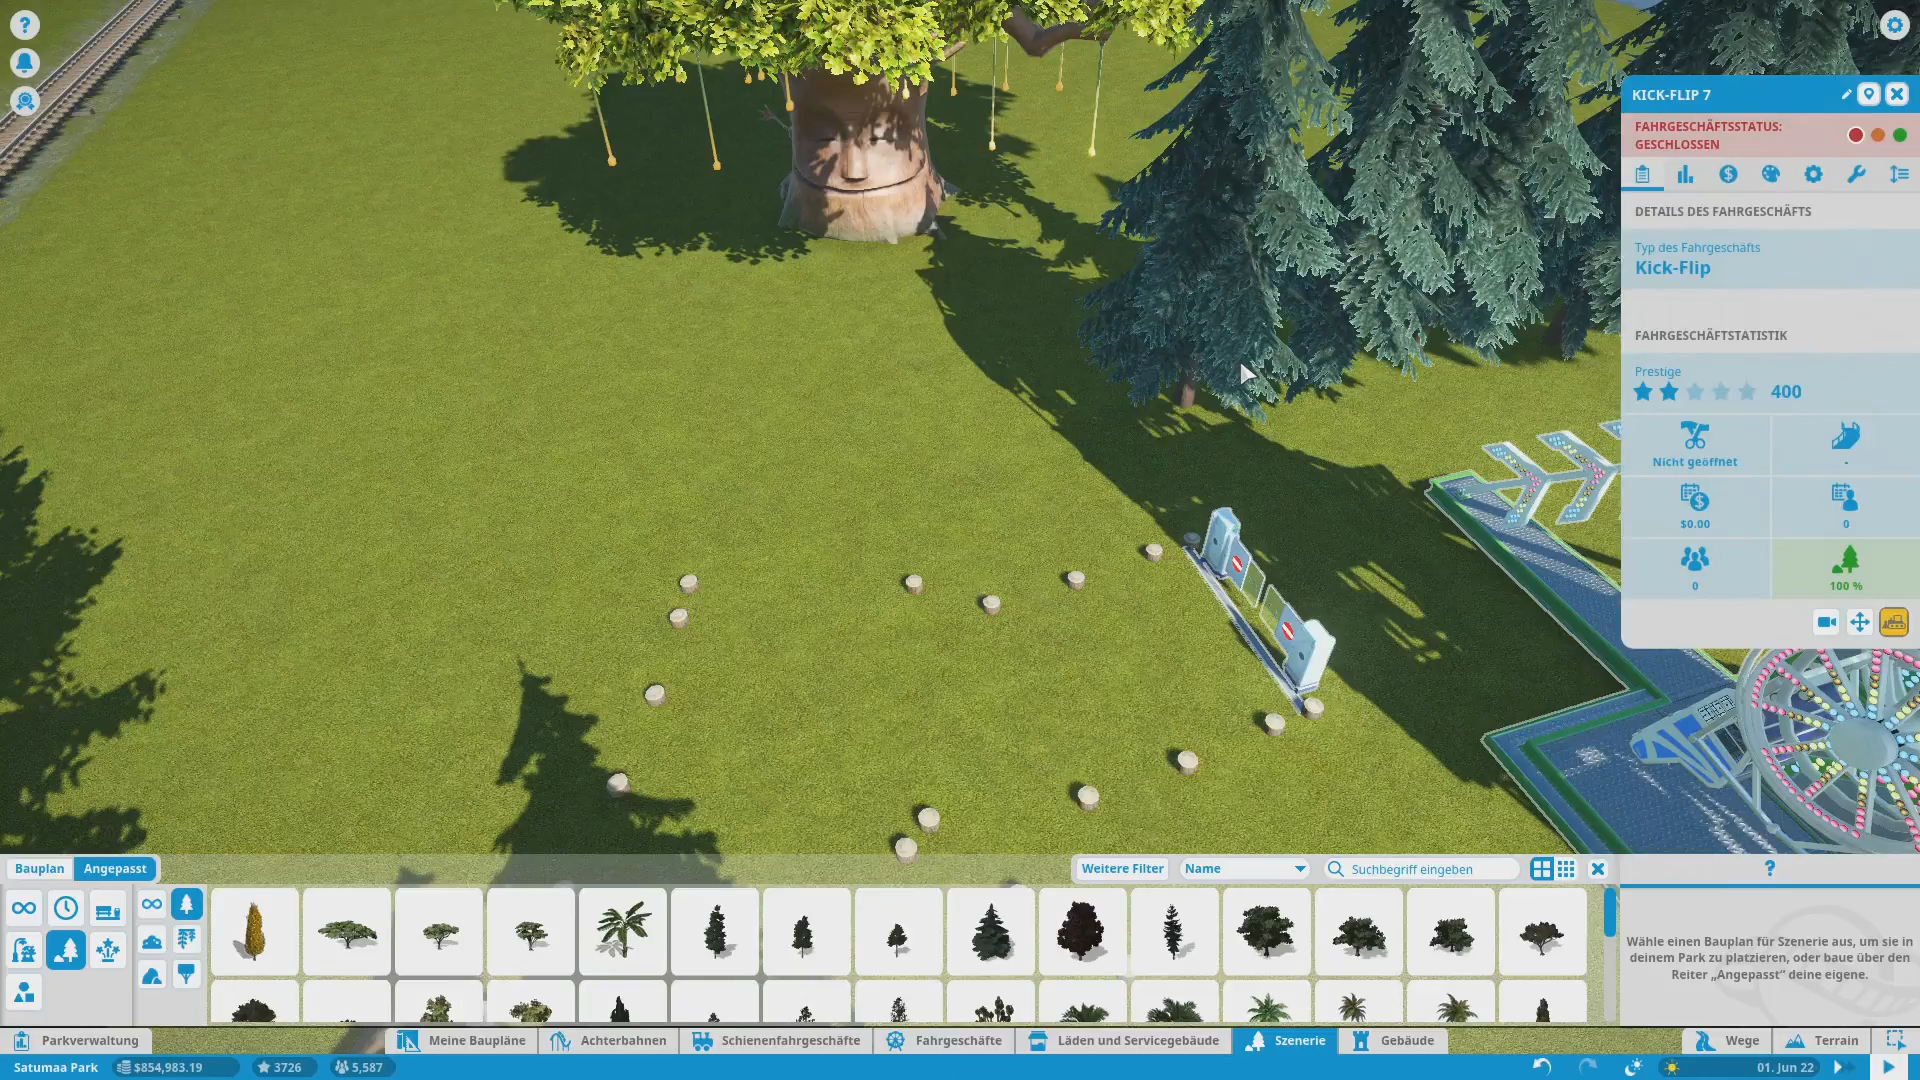 KICK-FLIP 7
FAHRGESCHÄFTSSTATUS:
GESCHLOSSEN
DETAILS DES FAHRGESCHÄFTS
Typ des Fahrgeschäfts
Kick-Flip
FAHRGESCHÄFTSTATISTIK
Prestige
400
Nicht geöffnet
-
$0.00
0
0
100 %
Bauplan
Angepasst
Weitere Filter
Name
Suchbegriff eingeben
?
Wähle einen Bauplan für Szenerie aus, um sie in
deinem Park zu platzieren, oder baue über den
Reiter „Angepasst" deine eigene.
Parkverwaltung
Meine Baupläne
Achterbahnen
Schienenfahrgeschäfte
Fahrgeschäfte
Läden und Servicegebäude
Szenerie
Gebäude
Wege
Terrain
Satumaa Park
$854,983.19
3726
5,587
01. Jun 22